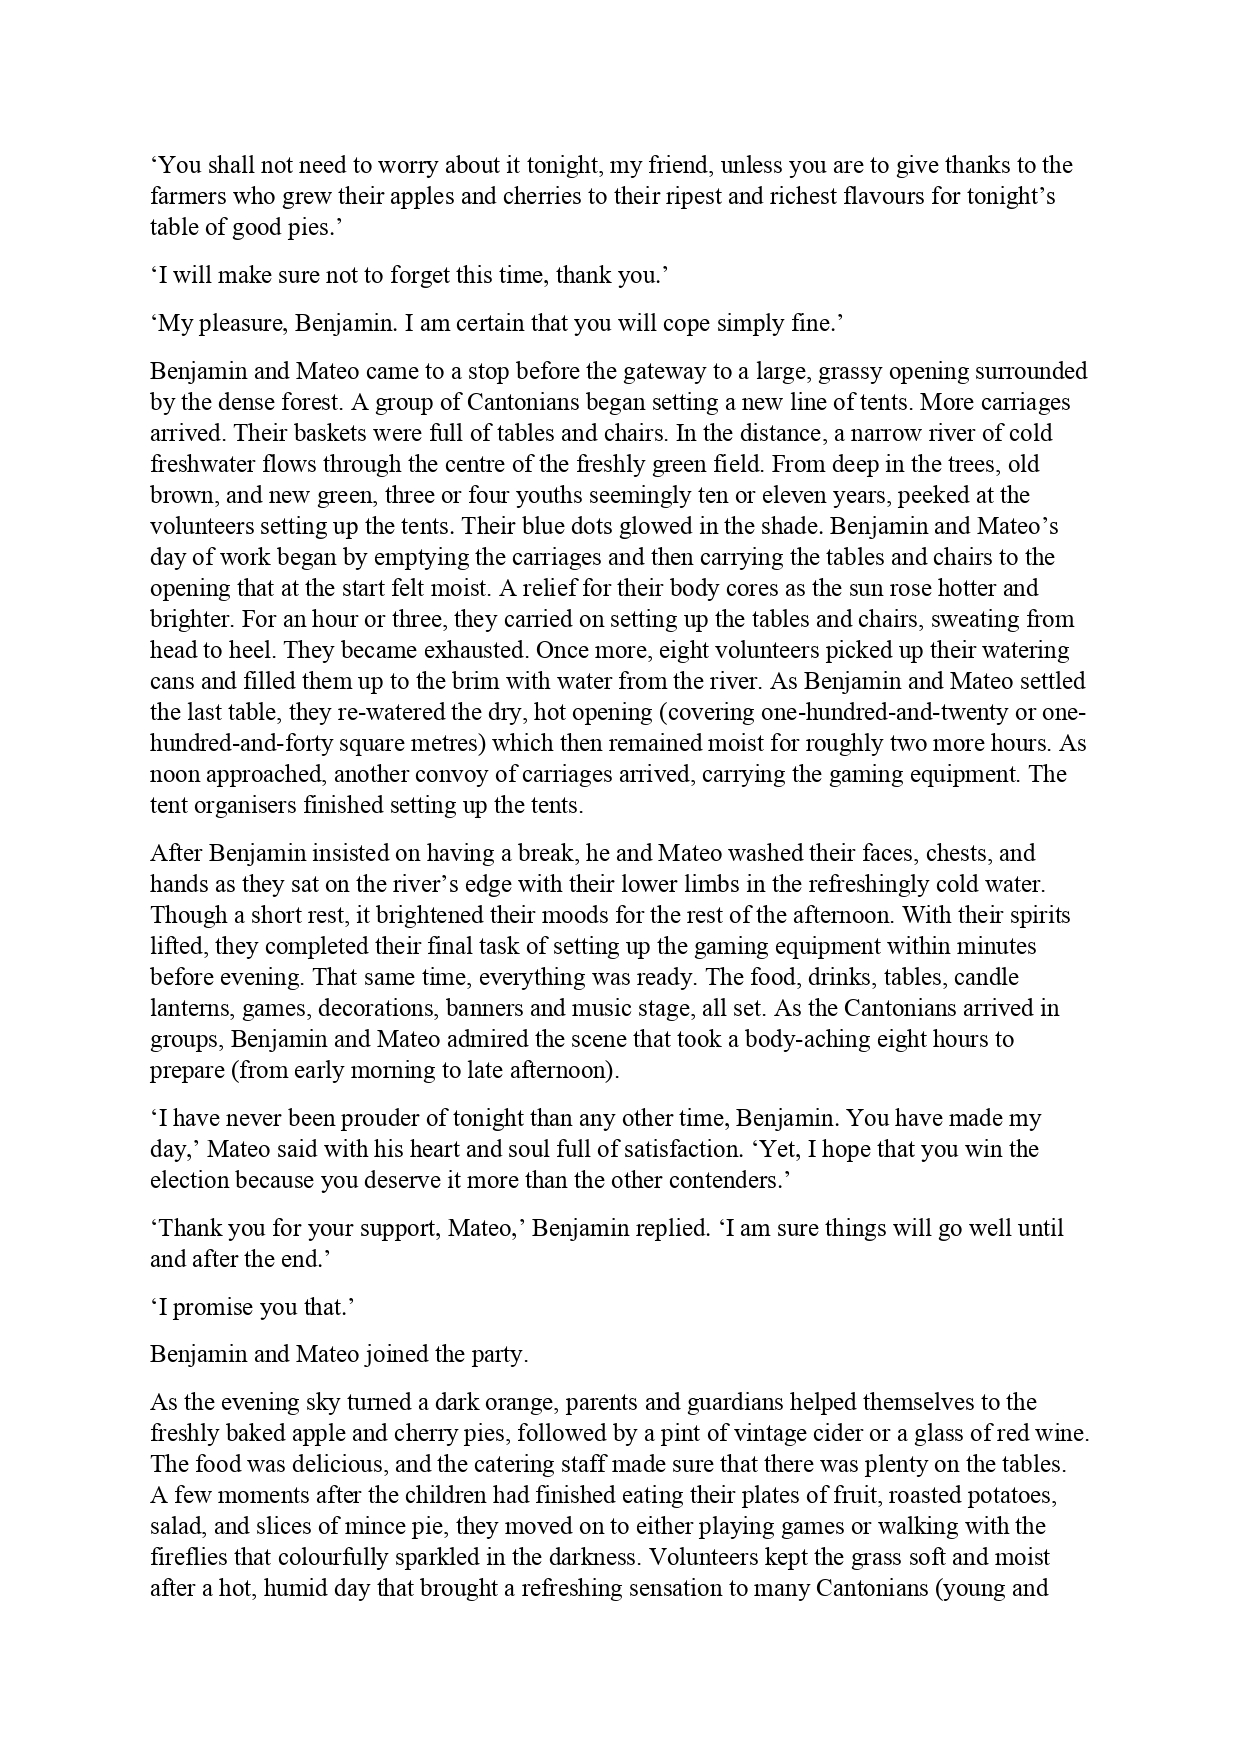 ‘You shall not need to worry about it tonight, my friend, unless you are to give thanks to the
farmers who grew their apples and cherries to their ripest and richest flavours for tonight’s
table of good pies.’
‘I will make sure not to forget this time, thank you.’
‘My pleasure, Benjamin. I am certain that you will cope simply fine.’
Benjamin and Mateo came to a stop before the gateway to a large, grassy opening surrounded
by the dense forest. A group of Cantonians began setting a new line of tents. More carriages
arrived. Their baskets were full of tables and chairs. In the distance, a narrow river of cold
freshwater flows through the centre of the freshly green field. From deep in the trees, old
brown, and new green, three or four youths seemingly ten or eleven years, peeked at the
volunteers setting up the tents. Their blue dots glowed in the shade. Benjamin and Mateo’s
day of work began by emptying the carriages and then carrying the tables and chairs to the
opening that at the start felt moist. A relief for their body cores as the sun rose hotter and
brighter. For an hour or three, they carried on setting up the tables and chairs, sweating from
head to heel. They became exhausted. Once more, eight volunteers picked up their watering
cans and filled them up to the brim with water from the river. As Benjamin and Mateo settled
the last table, they re-watered the dry, hot opening (covering one-hundred-and-twenty or one-
hundred-and-forty square metres) which then remained moist for roughly two more hours. As
noon approached, another convoy of carriages arrived, carrying the gaming equipment. The
tent organisers finished setting up the tents.
After Benjamin insisted on having a break, he and Mateo washed their faces, chests, and
hands as they sat on the river’s edge with their lower limbs in the refreshingly cold water.
Though a short rest, it brightened their moods for the rest of the afternoon. With their spirits
lifted, they completed their final task of setting up the gaming equipment within minutes
before evening. That same time, everything was ready. The food, drinks, tables, candle
lanterns, games, decorations, banners and music stage, all set. As the Cantonians arrived in
groups, Benjamin and Mateo admired the scene that took a body-aching eight hours to
prepare (from early morning to late afternoon).
‘I have never been prouder of tonight than any other time, Benjamin. You have made my
day,’ Mateo said with his heart and soul full of satisfaction. ‘Yet, I hope that you win the
election because you deserve it more than the other contenders.’
‘Thank you for your support, Mateo,’ Benjamin replied. ‘I am sure things will go well until
and after the end.’
‘I promise you that.’
Benjamin and Mateo joined the party.
As the evening sky turned a dark orange, parents and guardians helped themselves to the
freshly baked apple and cherry pies, followed by a pint of vintage cider or a glass of red wine.
The food was delicious, and the catering staff made sure that there was plenty on the tables.
A few moments after the children had finished eating their plates of fruit, roasted potatoes,
salad, and slices of mince pie, they moved on to either playing games or walking with the
fireflies that colourfully sparkled in the darkness. Volunteers kept the grass soft and moist
after a hot, humid day that brought a refreshing sensation to many Cantonians (young and